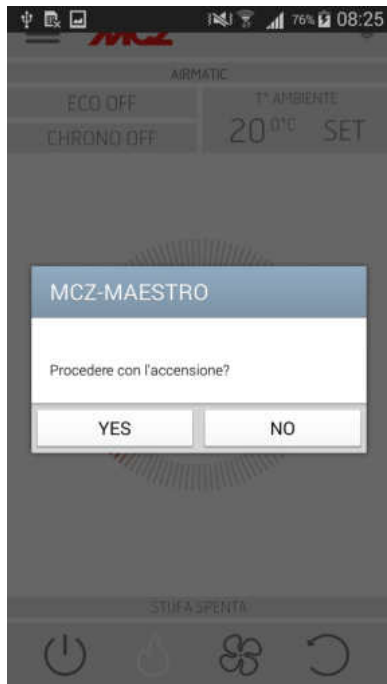 76% 08:25
MCZ
AIRMATIC
ECO OFF
T° AMBIENTE
CHRONO OFF
20.0°C SET
MCZ-MAESTRO
Procedere con l'accensione?
YES NO
STUFA SPENTA